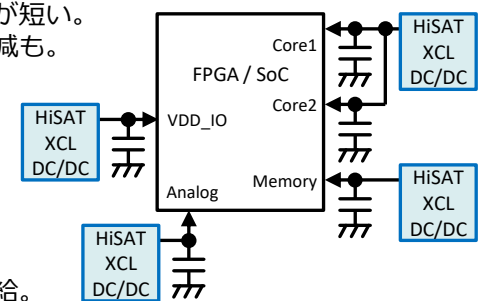 が短い。
減も。
FPGA / SoC
Core1
Core2
VDD_IO
Memory
Analog
HiSAT
XCL
DC/DC
HiSAT
XCL
DC/DC
HiSAT
XCL
DC/DC
HiSAT
XCL
DC/DC
給。